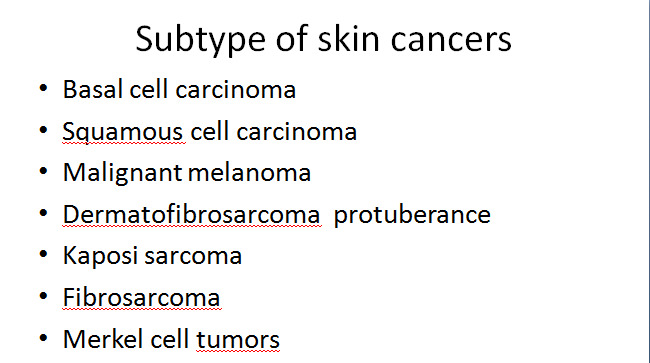 Subtype of skin cancers
• Basal cell carcinoma
• Squamous cell carcinoma
• Malignant melanoma
• Dermatofibrosarcoma  protuberance
• Kaposi sarcoma
• Fibrosarcoma
• Merkel cell tumors